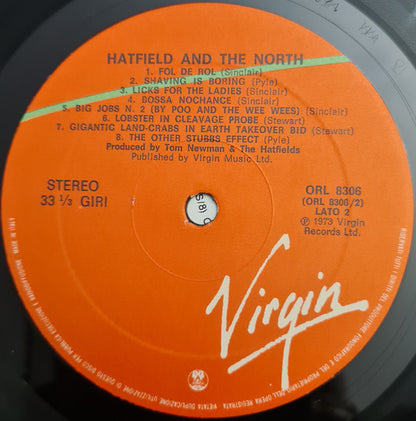 HATFIELD AND THE NORTH
1. FOL DE ROL (Sinclair)
2. SHAVING IS BORING (Pyle)
3. LICKS FOR THE LADIES (Sinclair)
4. BOSSA NOCHANCE (Sinclair)
5. BIG JOBS N. 2 (BY POO AND THE WEE WEES) (Sinclair)
6. LOBSTER IN CLEAVAGE PROBE (Stewart)
7. GIGANTIC LAND-CRABS IN EARTH TAKEOVER BID (Stewart)
8. THE OTHER STUBBS EFFECT (Pyle)
Produced by Tom Newman & The Hatfields
Published by Virgin Music Ltd.
STEREO
33 1/3 GIRI
ORL 8306
(ORL 8306/2)
LATO 2
℗ 1973 Virgin
Records Ltd.
Virgin